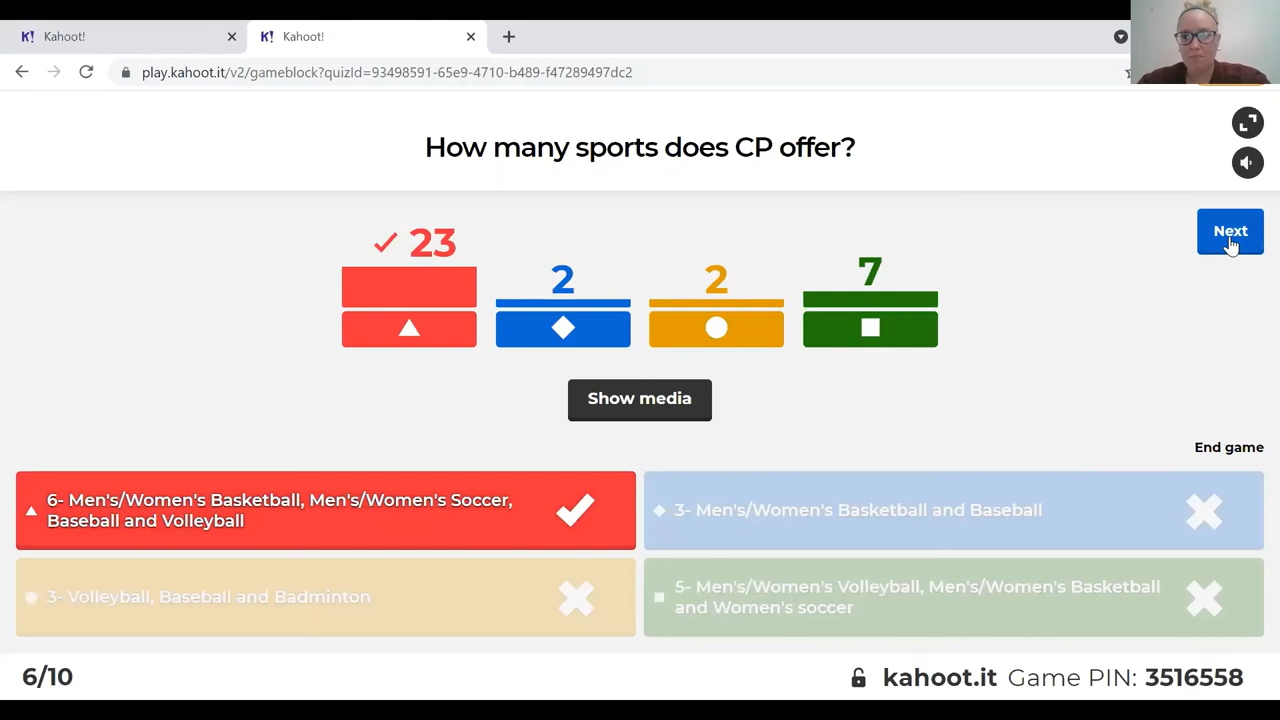 K! Kahoot!
K! Kahoot!
play.kahoot.it/v2/gameblock?quizId=93498591-65e9-4710-b489-f47289497dc2
How many sports does CP offer?
Next
23
2
2
7
Show media
End game
6- Men's/Women's Basketball, Men's/Women's Soccer,
Baseball and Volleyball
3- Men's/Women's Basketball and Baseball
3- Volleyball, Baseball and Badminton
5- Men's/Women's Volleyball, Men's/Women's Basketball
and Women's soccer
6/10
kahoot.it Game PIN: 3516558